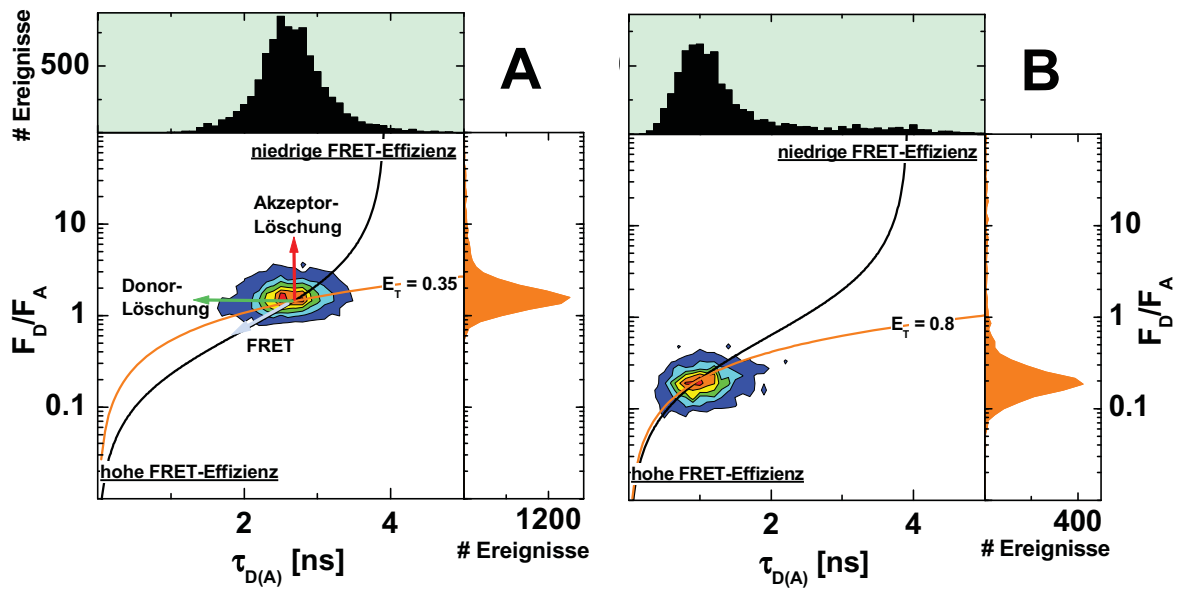 # Ereignisse
500
A
niedrige FRET-Effizienz
Akzeptor-
Löschung
Donor-
Löschung
FRET
E_T = 0.35
hohe FRET-Effizienz
F_D/F_A
10
1
0.1
2
4
τ_D(A) [ns]
1200
# Ereignisse
B
niedrige FRET-Effizienz
E_T = 0.8
hohe FRET-Effizienz
10
1
0.1
F_D/F_A
2
4
τ_D(A) [ns]
400
# Ereignisse